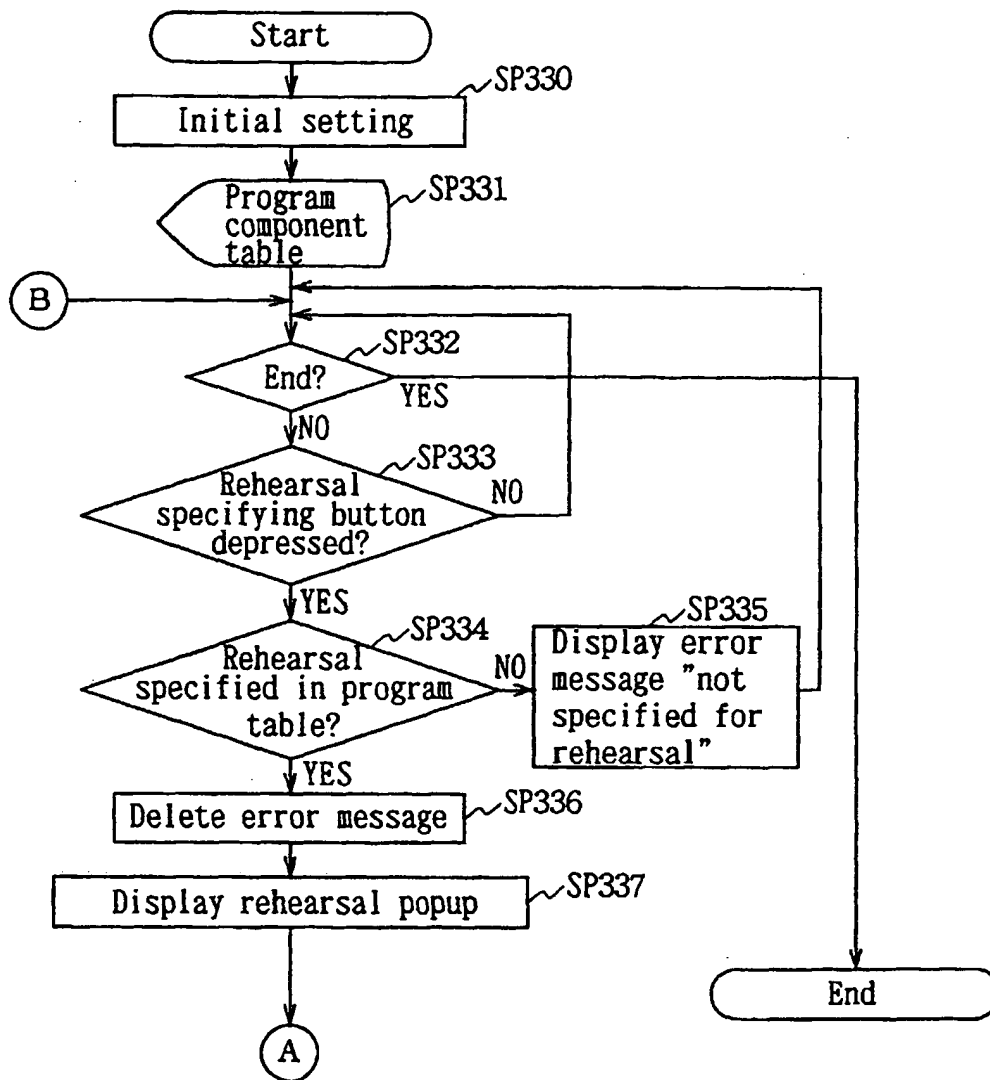 Start
SP330
Initial setting
SP331
Program
component
table
B
SP332
End?
YES
NO
SP333
Rehearsal
specifying button
depressed?
NO
YES
SP334
Rehearsal
specified in program
table?
NO
SP335
Display error
message "not
specified for
rehearsal"
YES
SP336
Delete error message
SP337
Display rehearsal popup
End
A